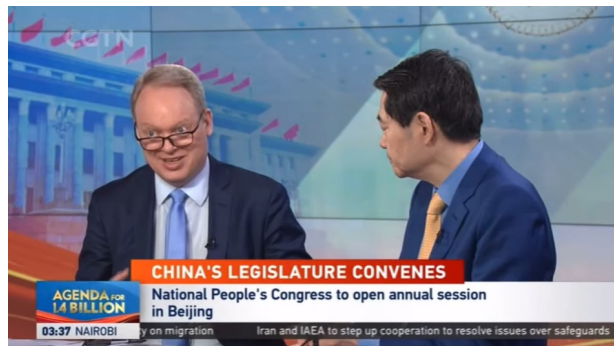 CGTN
CHINA'S LEGISLATURE CONVENES
AGENDA FOR
1.4 BILLION
National People's Congress to open annual session
in Beijing
03:37 NAIROBI
y on migration Iran and IAEA to step up cooperation to resolve issues over safeguards